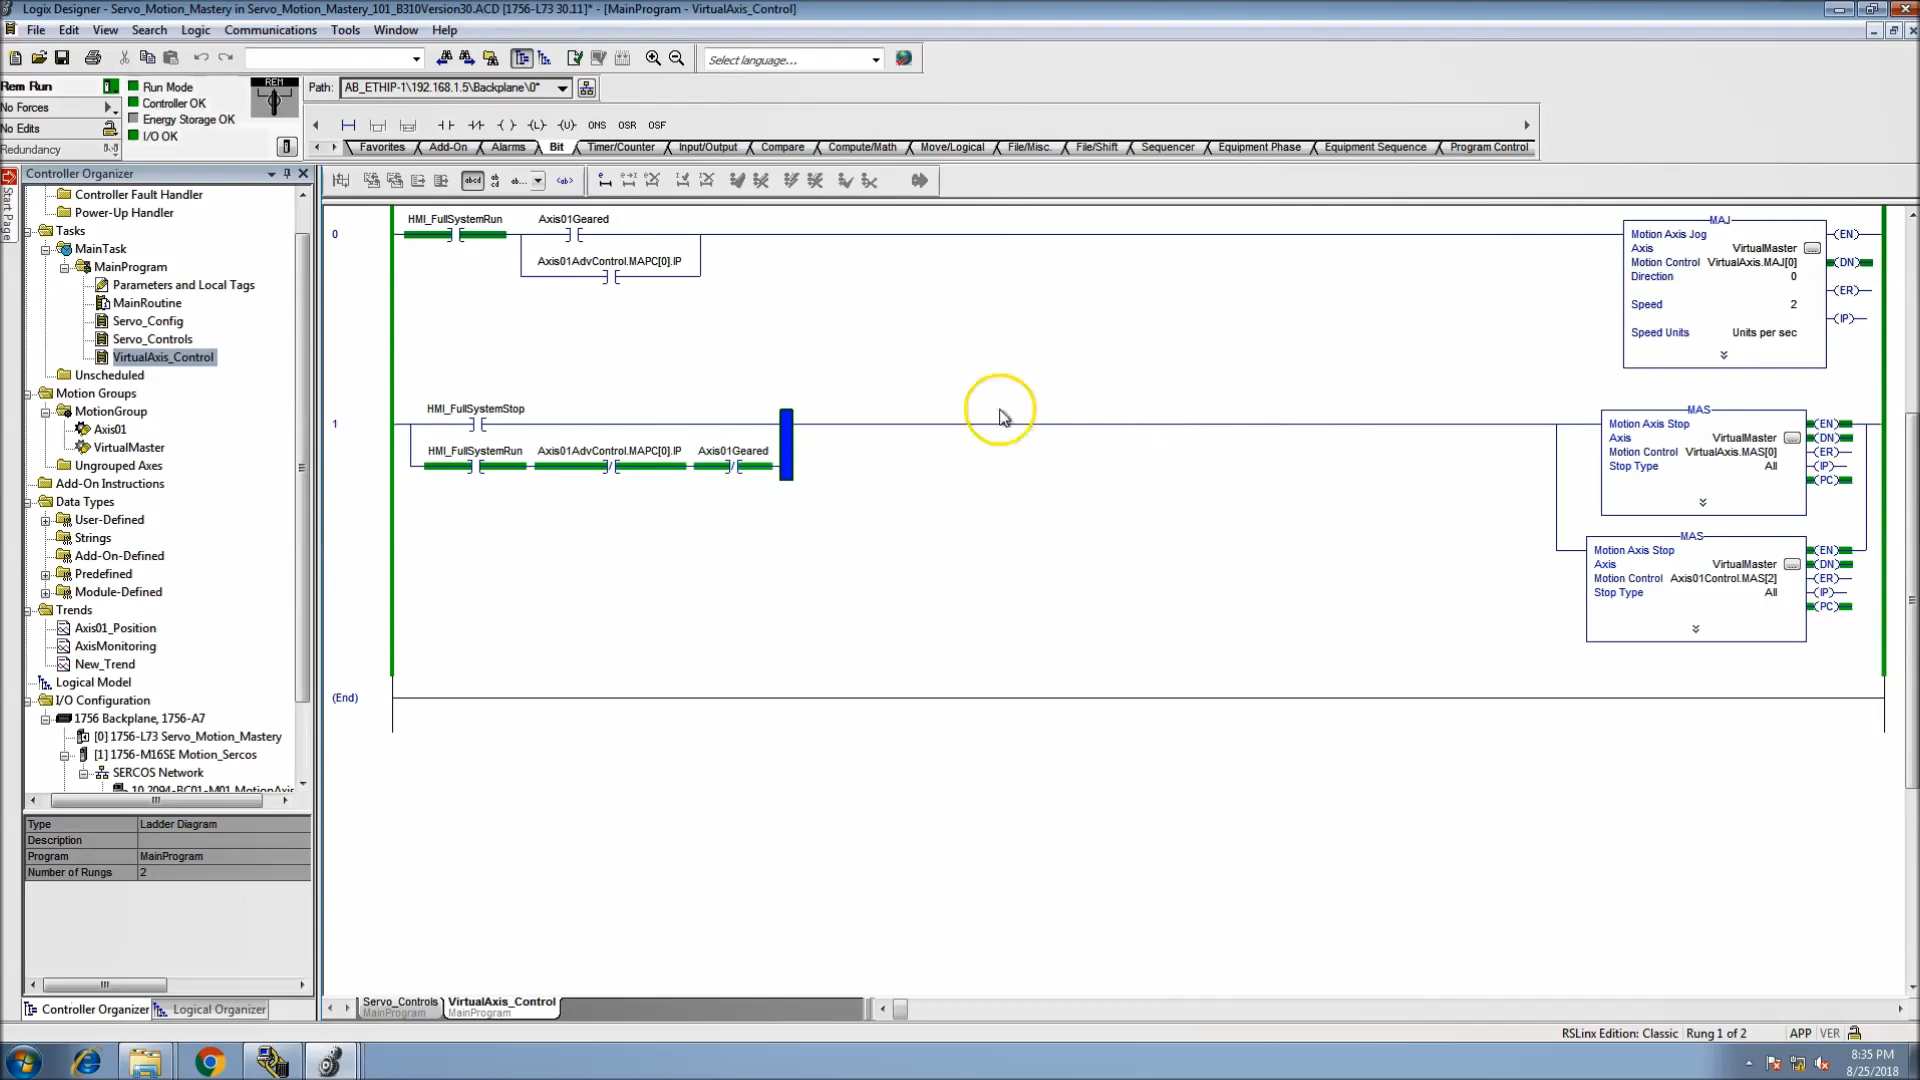 Logix Designer - Servo_Motion_Mastery in Servo_Motion_Mastery_101_B310Version30.ACD [1756-L73 30.11]* - [MainProgram - VirtualAxis_Control]
File Edit View Search Logic Communications Tools Window Help
Select language...
Rem Run
No Forces
No Edits
Redundancy
Run Mode
Controller OK
Energy Storage OK
I/O OK
REM
Path: AB_ETHIP-1\192.168.1.5\Backplane\0*
(L) (U) ONS OSR OSF
Favorites Add-On Alarms Bit Timer/Counter Input/Output Compare Compute/Math Move/Logical File/Misc. File/Shift Sequencer Equipment Phase Equipment Sequence Program Control
Start Page
Controller Organizer
Controller Fault Handler
Power-Up Handler
Tasks
MainTask
MainProgram
Parameters and Local Tags
MainRoutine
Servo_Config
Servo_Controls
VirtualAxis_Control
Unscheduled
Motion Groups
MotionGroup
Axis01
VirtualMaster
Ungrouped Axes
Add-On Instructions
Data Types
User-Defined
Strings
Add-On-Defined
Predefined
Module-Defined
Trends
Axis01_Position
AxisMonitoring
New_Trend
Logical Model
I/O Configuration
1756 Backplane, 1756-A7
[0] 1756-L73 Servo_Motion_Mastery
[1] 1756-M16SE Motion_Sercos
SERCOS Network
10 2094-BC01-M01 MotionAxis
Type Ladder Diagram
Description
Program MainProgram
Number of Rungs 2
Controller Organizer Logical Organizer
0
HMI_FullSystemRun
Axis01Geared
Axis01AdvControl.MAPC[0].IP
MAJ
Motion Axis Jog
Axis VirtualMaster ...
Motion Control VirtualAxis.MAJ[0]
Direction 0
Speed 2
Speed Units Units per sec
(EN)
(DN)
(ER)
(IP)
1
HMI_FullSystemStop
HMI_FullSystemRun
Axis01AdvControl.MAPC[0].IP
Axis01Geared
MAS
Motion Axis Stop
Axis VirtualMaster ...
Motion Control VirtualAxis.MAS[0]
Stop Type All
(EN)
(DN)
(ER)
(IP)
(PC)
MAS
Motion Axis Stop
Axis VirtualMaster ...
Motion Control Axis01Control.MAS[2]
Stop Type All
(EN)
(DN)
(ER)
(IP)
(PC)
(End)
Servo_Controls
MainProgram
VirtualAxis_Control
MainProgram
RSLinx Edition: Classic Rung 1 of 2 APP VER
8:35 PM
8/25/2018